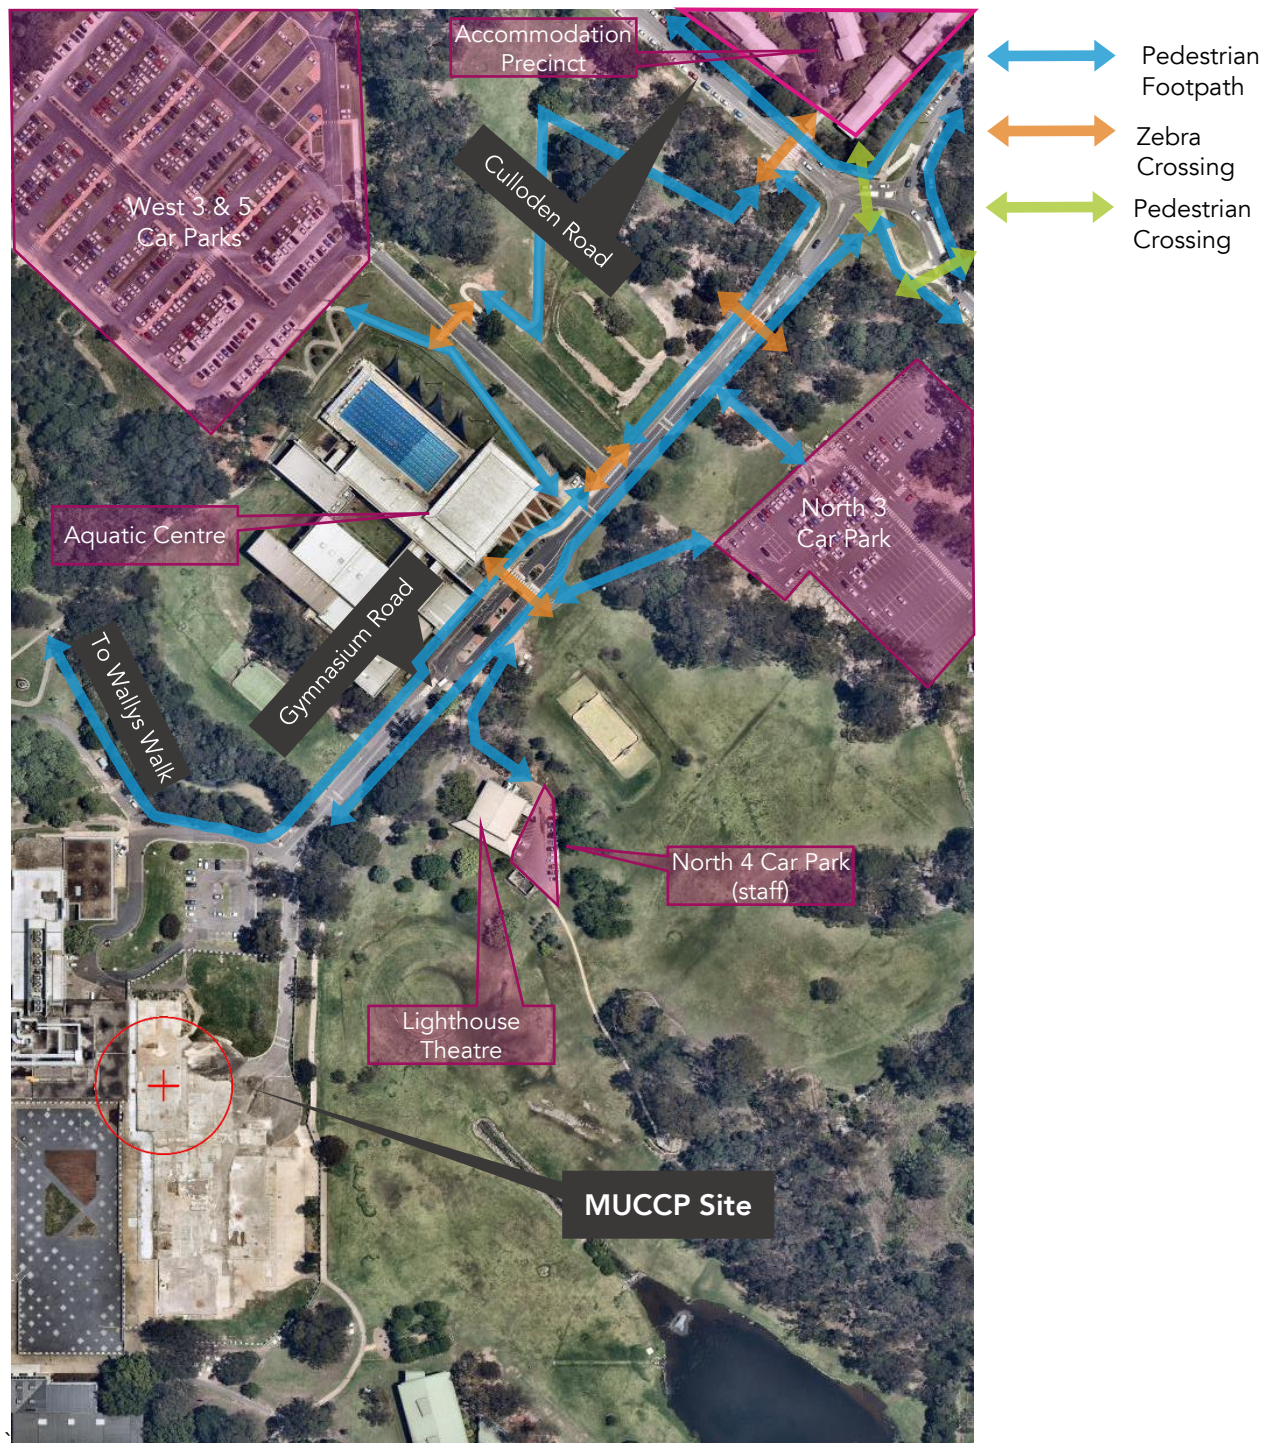 Accommodation
Precinct
Pedestrian
Footpath
Zebra
Crossing
Pedestrian
Crossing
Culloden Road
West 3 & 5
Car Parks
North 3
Car Park
Aquatic Centre
Gymnasium Road
To Wallys Walk
North 4 Car Park
(staff)
Lighthouse
Theatre
MUCCP Site
`